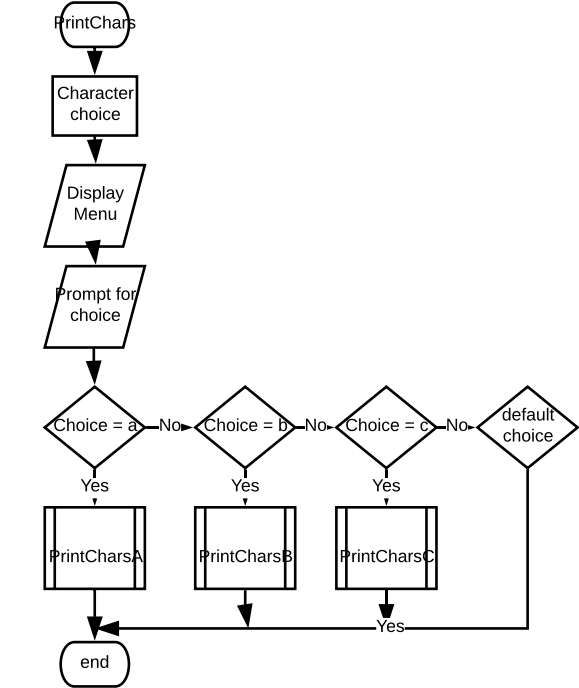 PrintChars
Character
choice
Display
Menu
Prompt for
choice
Choice = a
No
Choice = b
No
Choice = c
No
default
choice
Yes
Yes
Yes
PrintCharsA
PrintCharsB
PrintCharsC
Yes
end